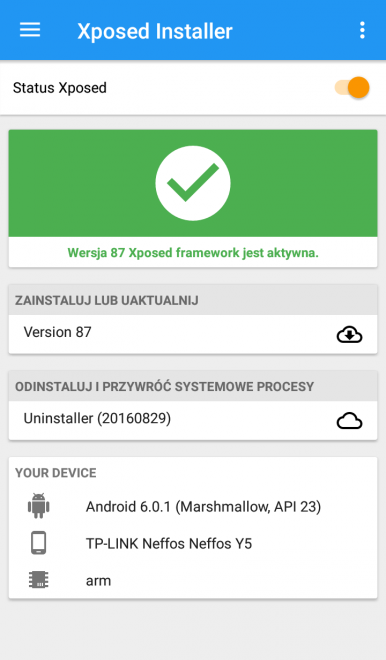 Xposed Installer
Status Xposed
Wersja 87 Xposed framework jest aktywna.
ZAINSTALUJ LUB UAKTUALNIJ
Version 87
ODINSTALUJ I PRZYWRÓĆ SYSTEMOWE PROCESY
Uninstaller (20160829)
YOUR DEVICE
Android 6.0.1 (Marshmallow, API 23)
TP-LINK Neffos Neffos Y5
arm